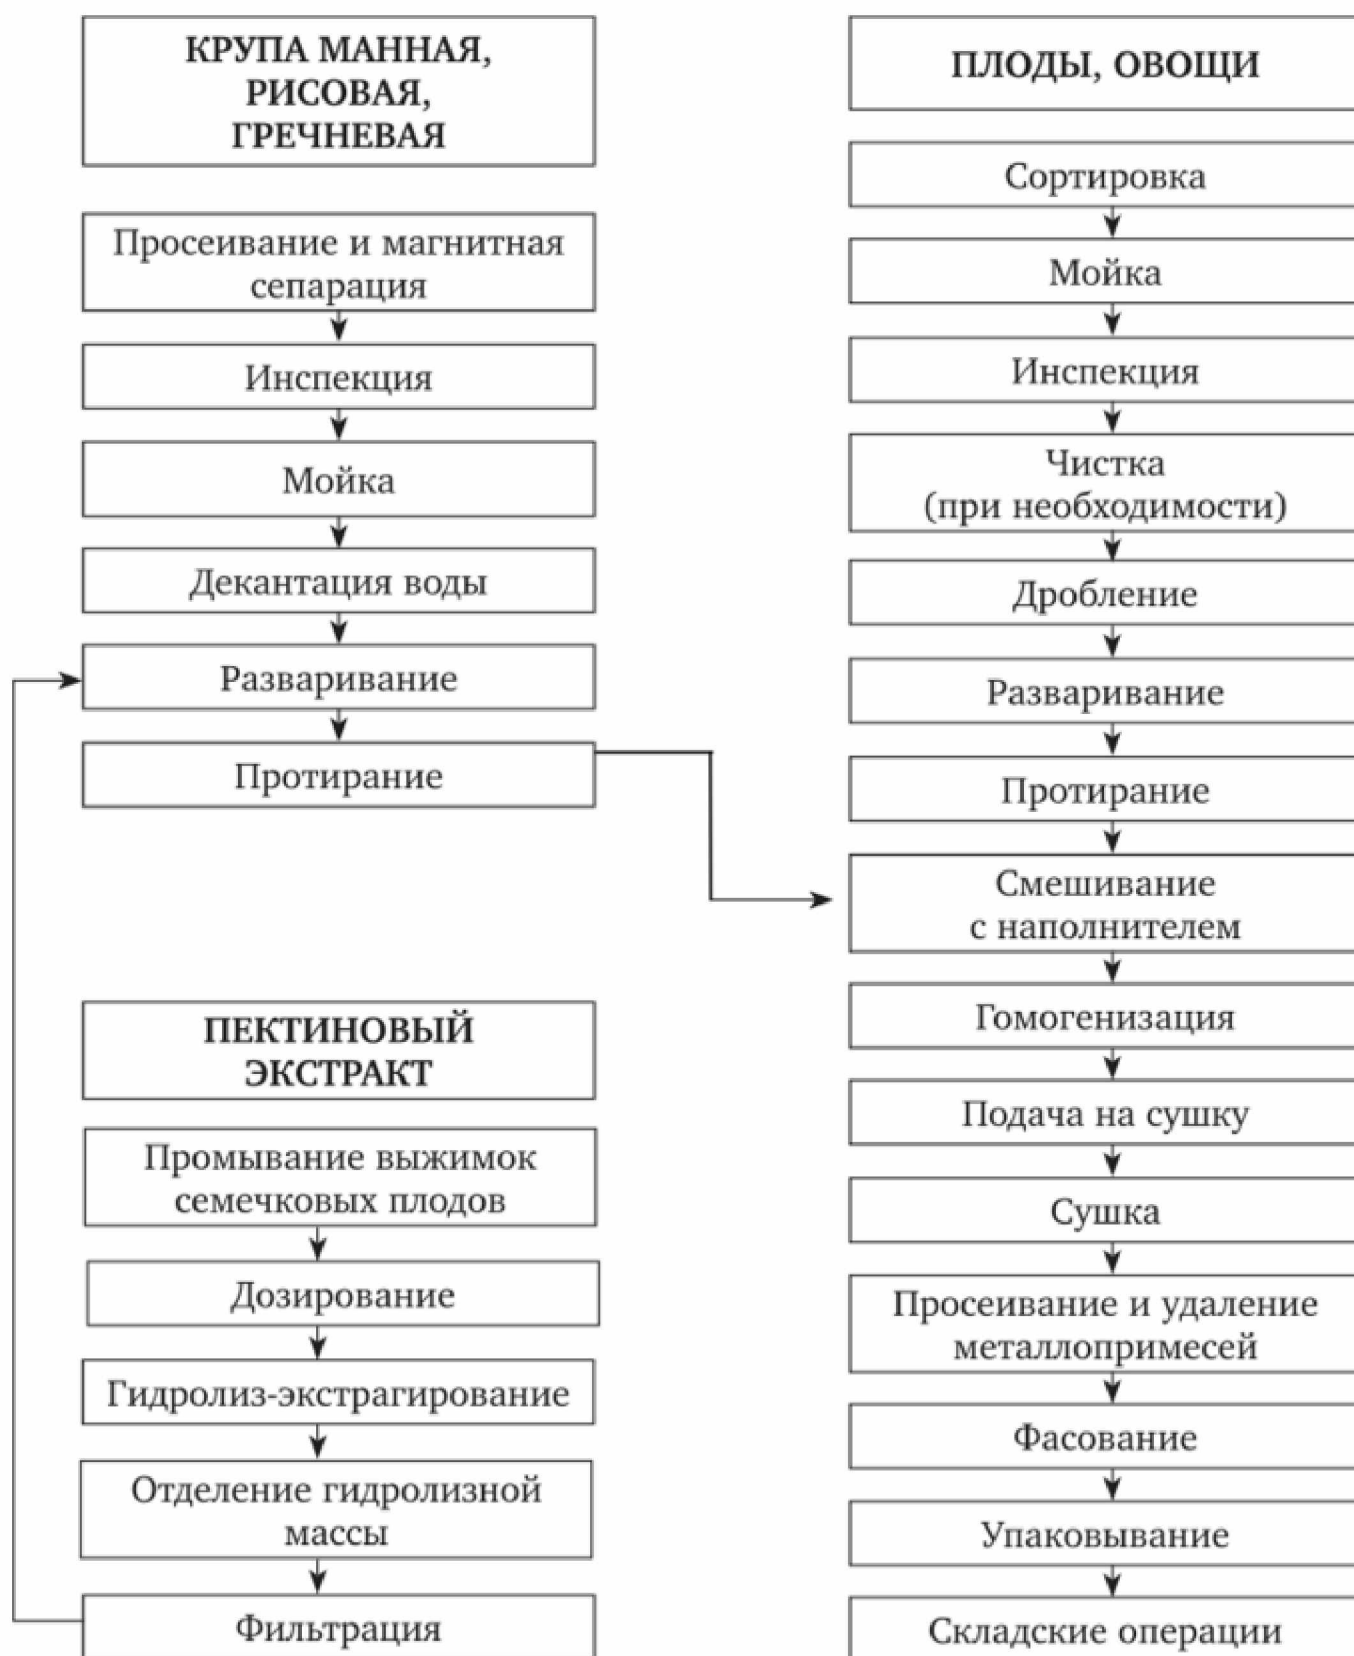 КРУПА МАННАЯ,
РИСОВАЯ,
ГРЕЧНЕВАЯ
Просеивание и магнитная
сепарация
Инспекция
Мойка
Декантация воды
Разваривание
Протирание
ПЕКТИНОВЫЙ
ЭКСТРАКТ
Промывание выжимок
семечковых плодов
Дозирование
Гидролиз-экстрагирование
Отделение гидролизной
массы
Фильтрация
ПЛОДЫ, ОВОЩИ
Сортировка
Мойка
Инспекция
Чистка
(при необходимости)
Дробление
Разваривание
Протирание
Смешивание
с наполнителем
Гомогенизация
Подача на сушку
Сушка
Просеивание и удаление
металлопримесей
Фасование
Упаковывание
Складские операции